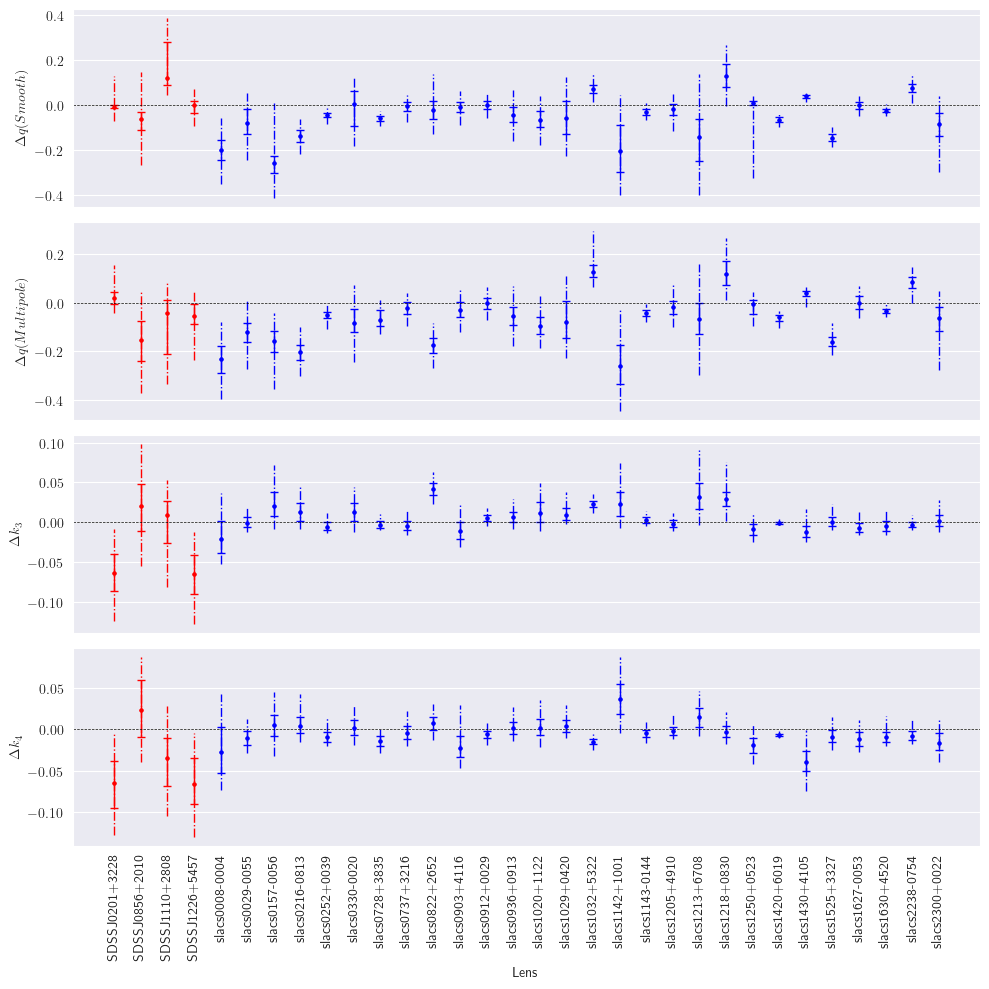 0.4
0.2
0.0
−0.2
−0.4
Δq(Smooth)
0.2
0.0
−0.2
−0.4
Δq(Multipole)
0.10
0.05
0.00
−0.05
−0.10
Δk₃
0.05
0.00
−0.05
−0.10
Δk₄
SDSSJ0201+3228
SDSSJ0856+2010
SDSSJ1110+2808
SDSSJ1226+5457
slacs0008-0004
slacs0029-0055
slacs0157-0056
slacs0216-0813
slacs0252+0039
slacs0330-0020
slacs0728+3835
slacs0737+3216
slacs0822+2652
slacs0903+4116
slacs0912+0029
slacs0936+0913
slacs1020+1122
slacs1029+0420
slacs1032+5322
slacs1142+1001
slacs1143-0144
slacs1205+4910
slacs1213+6708
slacs1218+0830
slacs1250+0523
slacs1420+6019
slacs1430+4105
slacs1525+3327
slacs1627-0053
slacs1630+4520
slacs2238-0754
slacs2300+0022
Lens